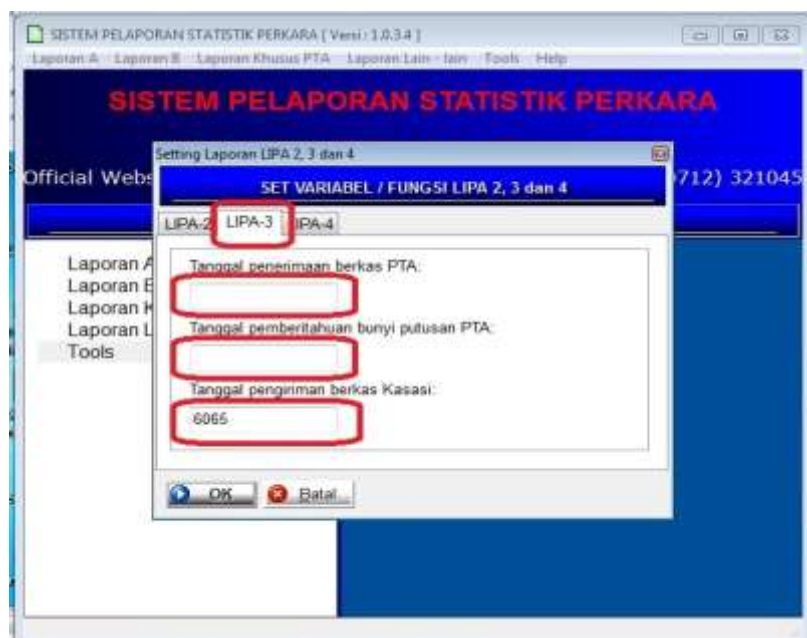 SISTEM PELAPORAN STATISTIK PERKARA [ Versi : 1.0.3.4 ]
Laporan A Laporan B Laporan Khusus PTA Laporan Lain - lain Tools Help
SISTEM PELAPORAN STATISTIK PERKARA
Setting Laporan LIPA 2, 3 dan 4
Official Webs
712) 321045
SET VARIABEL / FUNGSI LIPA 2, 3 dan 4
LIPA-2 LIPA-3 IPA-4
Laporan A
Laporan B
Laporan K
Laporan L
Tools
Tanggal penerimaan berkas PTA:
Tanggal pemberitahuan bunyi putusan PTA:
Tanggal pengiriman berkas Kasasi:
6065
OK Batal...